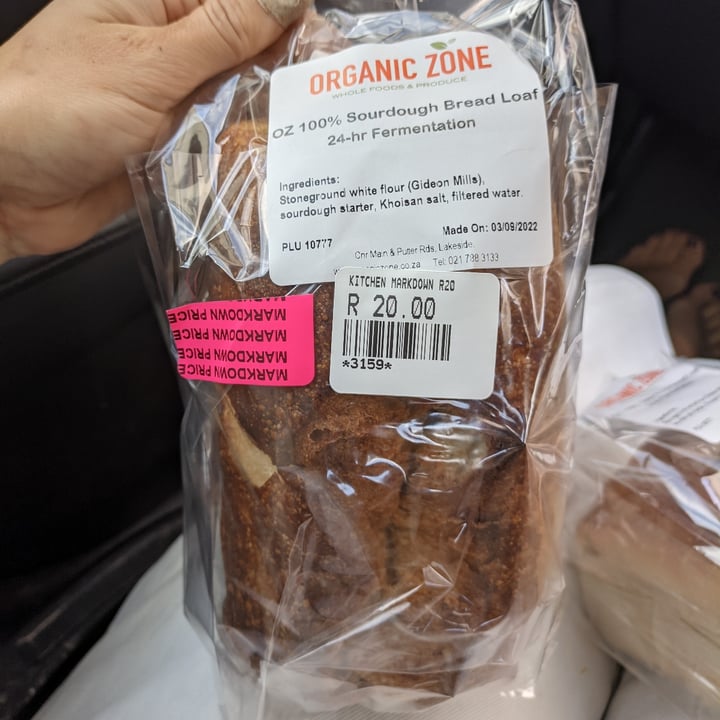 ORGANIC ZONE
WHOLE FOODS & PRODUCE
OZ 100% Sourdough Bread Loaf
24-hr Fermentation
Ingredients:
Stoneground white flour (Gideon Mills),
sourdough starter, Khoisan salt, filtered water.
Made On: 03/09/2022
PLU 10777
Cnr Main & Putter Rds, Lakeside.
Tel: 021 788 3133
KITCHEN MARKDOWN R20
R 20.00
*3159*
MARKDOWN PRICE
MARKDOWN PRICE
MARKDOWN PRICE
MARKDOWN PRICE